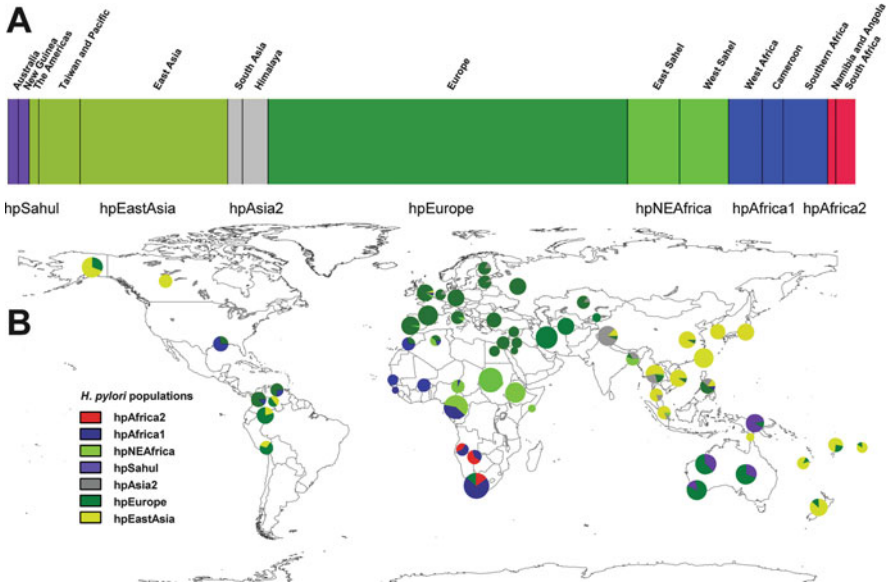 A
Australia
New Guinea
The Americas
Taiwan and Pacific
East Asia
South Asia
Himalaya
Europe
East Sahel
West Sahel
West Africa
Cameroon
Southern Africa
Namibia and Angola
South Africa
hpSahul hpEastAsia hpAsia2 hpEurope hpNEAfrica hpAfrica1 hpAfrica2
B
H. pylori populations
hpAfrica2
hpAfrica1
hpNEAfrica
hpSahul
hpAsia2
hpEurope
hpEastAsia